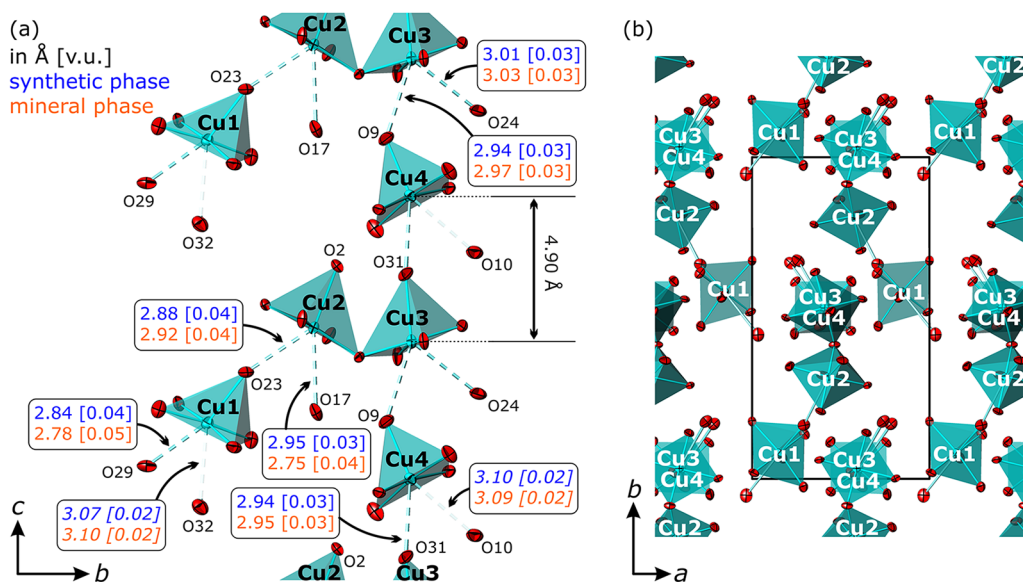 (a)
in Å [v.u.]
synthetic phase
mineral phase
Cu2
Cu3
3.01 [0.03]
3.03 [0.03]
O23
Cu1
O17
O9
O24
2.94 [0.03]
2.97 [0.03]
O29
Cu4
O32
O10
4.90 Å
O2
O31
Cu2
Cu3
2.88 [0.04]
2.92 [0.04]
O23
O17
O24
Cu1
O9
2.84 [0.04]
2.78 [0.05]
2.95 [0.03]
2.75 [0.04]
O29
Cu4
3.10 [0.02]
3.09 [0.02]
3.07 [0.02]
3.10 [0.02]
O32
2.94 [0.03]
2.95 [0.03]
O10
O2
O31
Cu2
Cu3
c
b
(b)
Cu2
Cu2
Cu3
Cu4
Cu1
Cu3
Cu4
Cu1
Cu3
Cu4
Cu2
Cu2
Cu1
Cu3
Cu4
Cu1
Cu3
Cu4
Cu2
Cu2
Cu3
Cu4
Cu1
Cu3
Cu4
Cu1
Cu3
Cu4
Cu2
Cu2
b
a